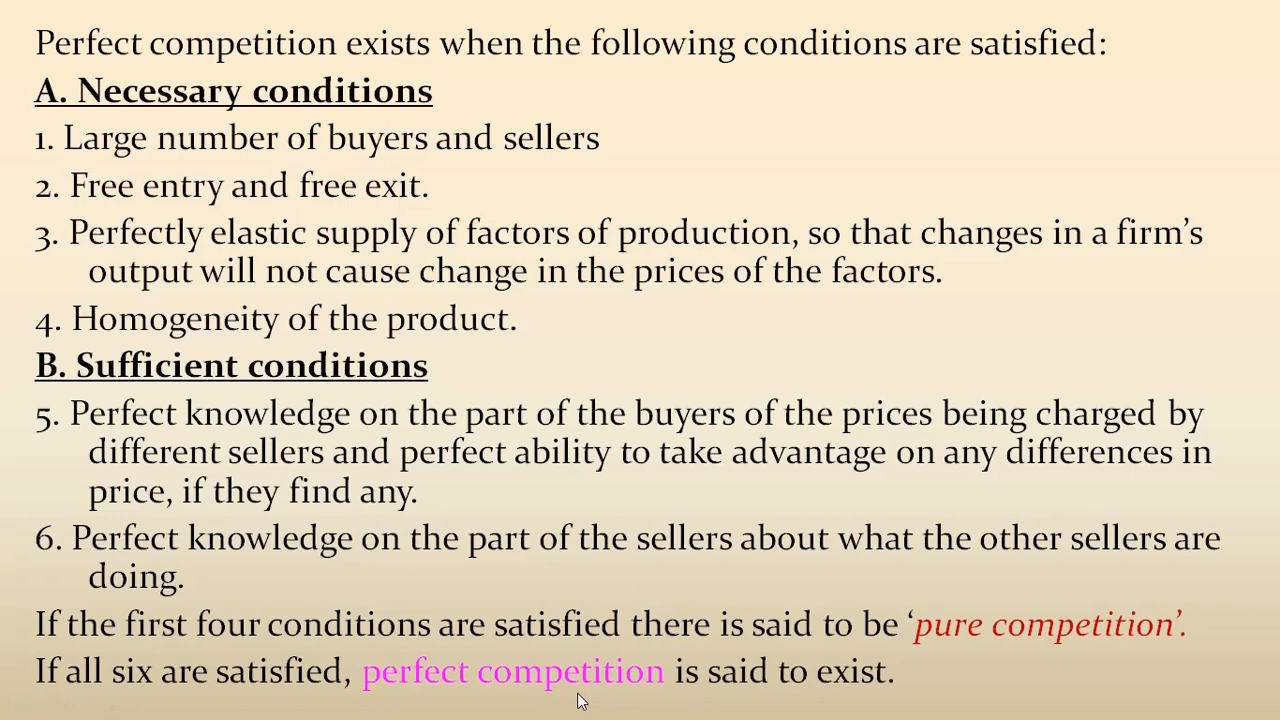 Perfect competition exists when the following conditions are satisfied:
A. Necessary conditions
1. Large number of buyers and sellers
2. Free entry and free exit.
3. Perfectly elastic supply of factors of production, so that changes in a firm’s
output will not cause change in the prices of the factors.
4. Homogeneity of the product.
B. Sufficient conditions
5. Perfect knowledge on the part of the buyers of the prices being charged by
different sellers and perfect ability to take advantage on any differences in
price, if they find any.
6. Perfect knowledge on the part of the sellers about what the other sellers are
doing.
If the first four conditions are satisfied there is said to be ‘pure competition’.
If all six are satisfied, perfect competition is said to exist.